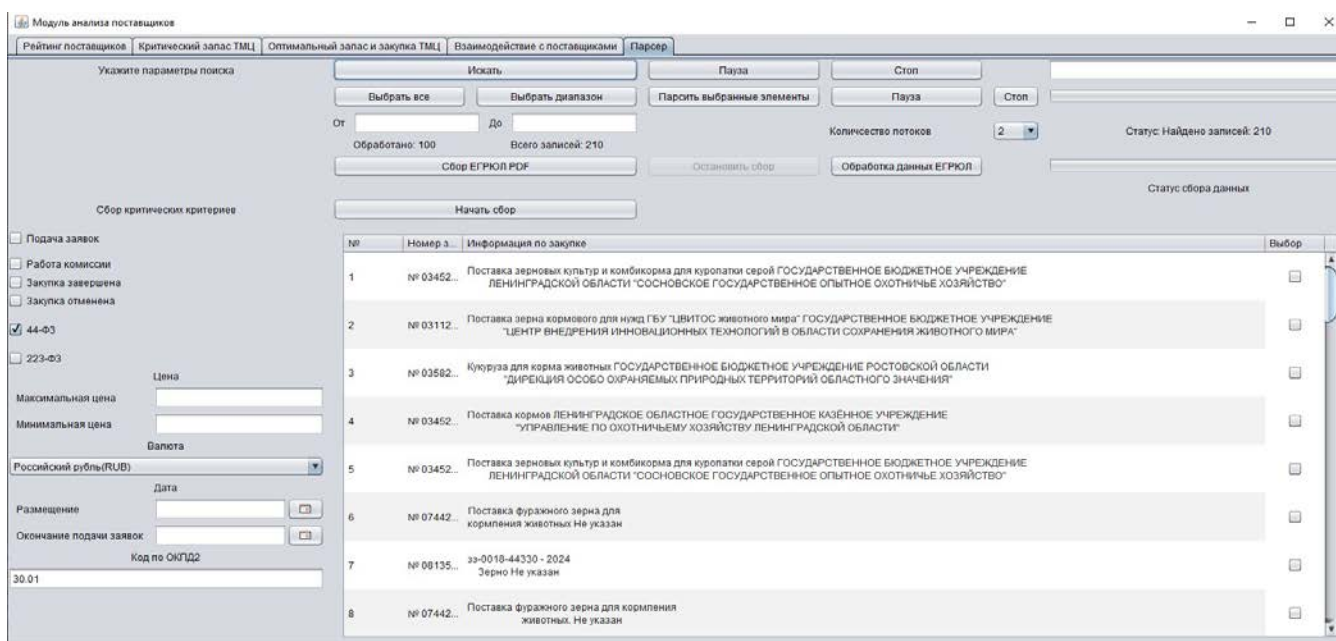 Модуль анализа поставщиков
Рейтинг поставщиков Критический запас ТМЦ Оптимальный запас и закупка ТМЦ Взаимодействие с поставщиками Парсер
Укажите параметры поиска
Искать Пауза Стоп
Выбрать все Выбрать диапазон Парсить выбранные элементы Пауза Стоп
От До
Количсество потоков 2 Статус: Найдено записей: 210
Обработано: 100 Всего записей: 210
Сбор ЕГРЮЛ PDF Остановить сбор Обработка данных ЕГРЮЛ
Статус сбора данных
Сбор критических критериев Начать сбор
Подача заявок
Работа комиссии
Закупка завершена
Закупка отменена
44-ФЗ
223-ФЗ
Цена
Максимальная цена
Минимальная цена
Валюта
Российский рубль(RUB)
Дата
Размещение
Окончание подачи заявок
Код по ОКПД2
30.01
№ Номер з... Информация по закупке Выбор
1 № 03452... Поставка зерновых культур и комбикорма для куропатки серой ГОСУДАРСТВЕННОЕ БЮДЖЕТНОЕ УЧРЕЖДЕНИЕ
ЛЕНИНГРАДСКОЙ ОБЛАСТИ "СОСНОВСКОЕ ГОСУДАРСТВЕННОЕ ОПЫТНОЕ ОХОТНИЧЬЕ ХОЗЯЙСТВО"
2 № 03112... Поставка зерна кормового для нужд ГБУ "ЦВИТОС животного мира" ГОСУДАРСТВЕННОЕ БЮДЖЕТНОЕ УЧРЕЖДЕНИЕ
"ЦЕНТР ВНЕДРЕНИЯ ИННОВАЦИОННЫХ ТЕХНОЛОГИЙ В ОБЛАСТИ СОХРАНЕНИЯ ЖИВОТНОГО МИРА"
3 № 03582... Кукуруза для корма животных ГОСУДАРСТВЕННОЕ БЮДЖЕТНОЕ УЧРЕЖДЕНИЕ РОСТОВСКОЙ ОБЛАСТИ
"ДИРЕКЦИЯ ОСОБО ОХРАНЯЕМЫХ ПРИРОДНЫХ ТЕРРИТОРИЙ ОБЛАСТНОГО ЗНАЧЕНИЯ"
4 № 03452... Поставка кормов ЛЕНИНГРАДСКОЕ ОБЛАСТНОЕ ГОСУДАРСТВЕННОЕ КАЗЁННОЕ УЧРЕЖДЕНИЕ
"УПРАВЛЕНИЕ ПО ОХОТНИЧЬЕМУ ХОЗЯЙСТВУ ЛЕНИНГРАДСКОЙ ОБЛАСТИ"
5 № 03452... Поставка зерновых культур и комбикорма для куропатки серой ГОСУДАРСТВЕННОЕ БЮДЖЕТНОЕ УЧРЕЖДЕНИЕ
ЛЕНИНГРАДСКОЙ ОБЛАСТИ "СОСНОВСКОЕ ГОСУДАРСТВЕННОЕ ОПЫТНОЕ ОХОТНИЧЬЕ ХОЗЯЙСТВО"
6 № 07442... Поставка фуражного зерна для
кормления животных Не указан
7 № 08135... зз-0018-44330 - 2024
Зерно Не указан
8 № 07442... Поставка фуражного зерна для кормления
животных. Не указан